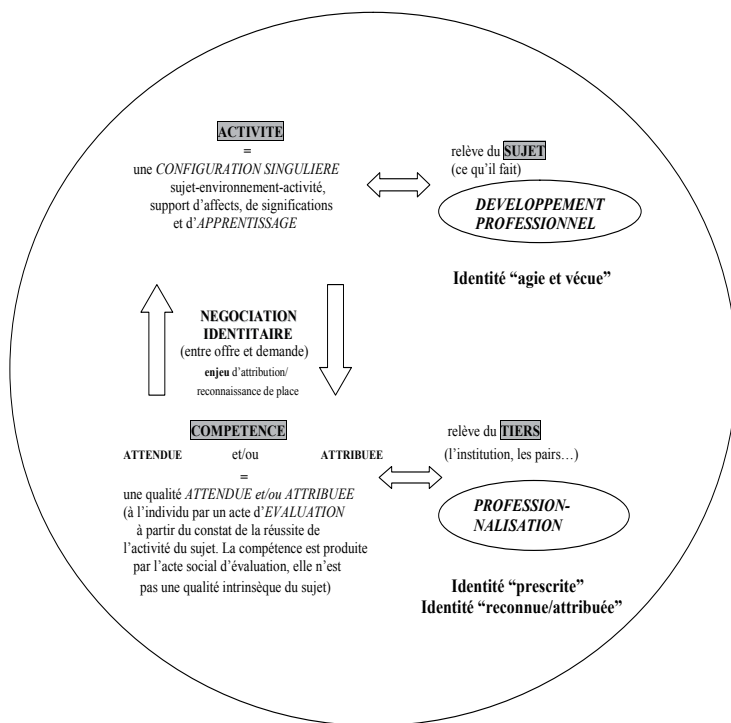 ACTIVITE
=
une CONFIGURATION SINGULIERE
sujet-environnement-activité,
support d'affects, de significations
et d'APPRENTISSAGE
relève du SUJET
(ce qu'il fait)
DEVELOPPEMENT
PROFESSIONNEL
Identité “agie et vécue”
NEGOCIATION
IDENTITAIRE
(entre offre et demande)
enjeu d'attribution/
reconnaissance de place
COMPETENCE
ATTENDUE et/ou ATTRIBUEE
=
une qualité ATTENDUE et/ou ATTRIBUEE
(à l'individu par un acte d'EVALUATION
à partir du constat de la réussite de
l'activité du sujet. La compétence est produite
par l'acte social d'évaluation, elle n'est
pas une qualité intrinsèque du sujet)
relève du TIERS
(l'institution, les pairs…)
PROFESSION-
NALISATION
Identité “prescrite”
Identité “reconnue/attribuée”